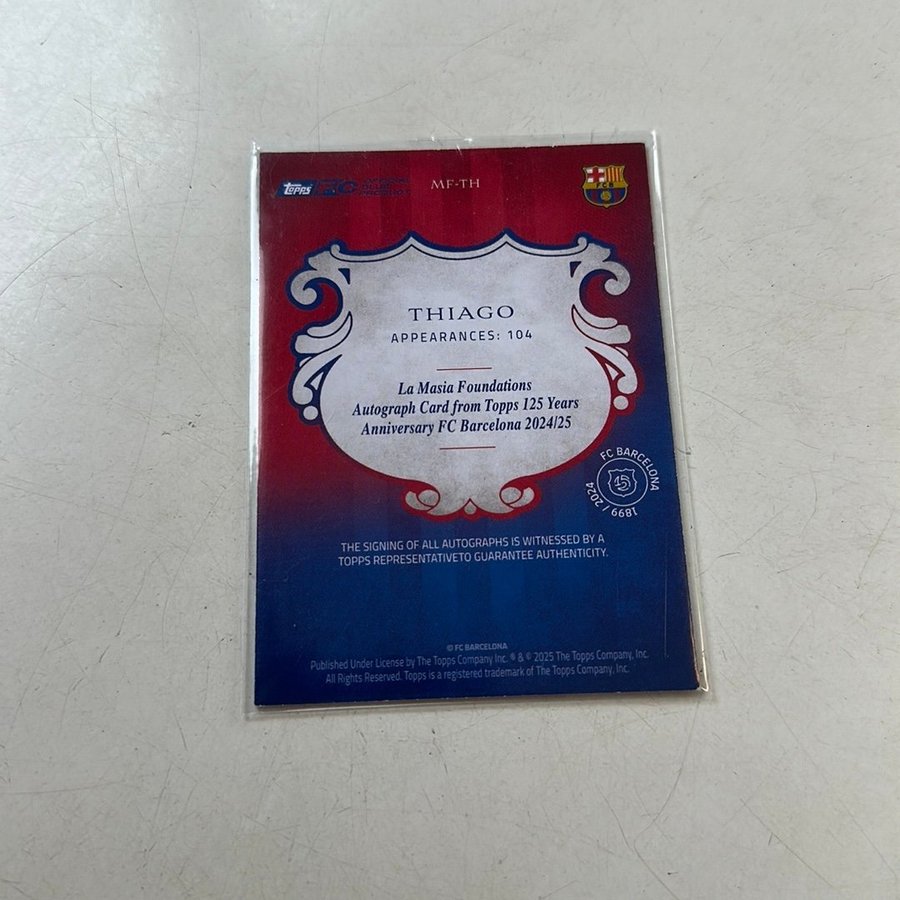 topps
MF-TH
FCB
THIAGO
APPEARANCES: 104
La Masia Foundations
Autograph Card from Topps 125 Years
Anniversary FC Barcelona 2024/25
FC BARCELONA
125
1899 / 2024
THE SIGNING OF ALL AUTOGRAPHS IS WITNESSED BY A
TOPPS REPRESENTATIVETO GUARANTEE AUTHENTICITY.
© FC BARCELONA
Published Under License by The Topps Company Inc. ® & © 2025 The Topps Company, Inc.
All Rights Reserved. Topps is a registered trademark of The Topps Company, Inc.